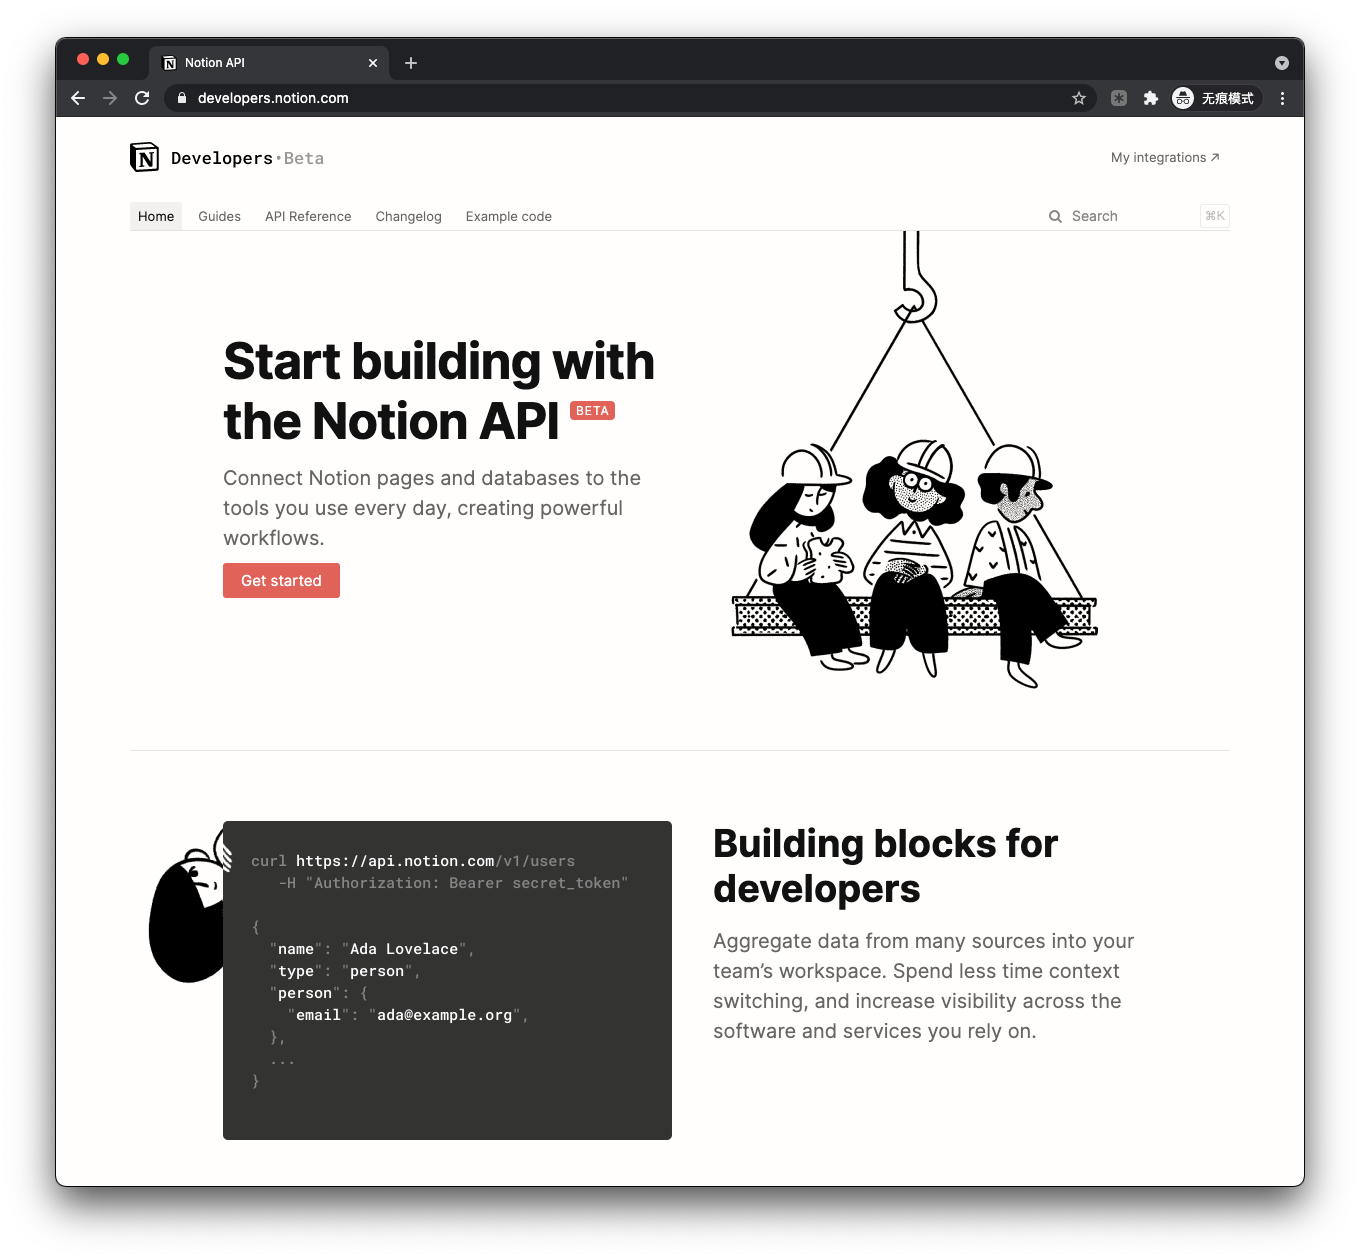 Notion API
developers.notion.com
无痕模式
N Developers·Beta
My integrations ↗
Home Guides API Reference Changelog Example code
Search ⌘K
Start building with
the Notion API BETA
Connect Notion pages and databases to the
tools you use every day, creating powerful
workflows.
Get started
curl https://api.notion.com/v1/users
-H "Authorization: Bearer secret_token"
{
"name": "Ada Lovelace",
"type": "person",
"person": {
"email": "ada@example.org",
},
...
}
Building blocks for
developers
Aggregate data from many sources into your
team’s workspace. Spend less time context
switching, and increase visibility across the
software and services you rely on.